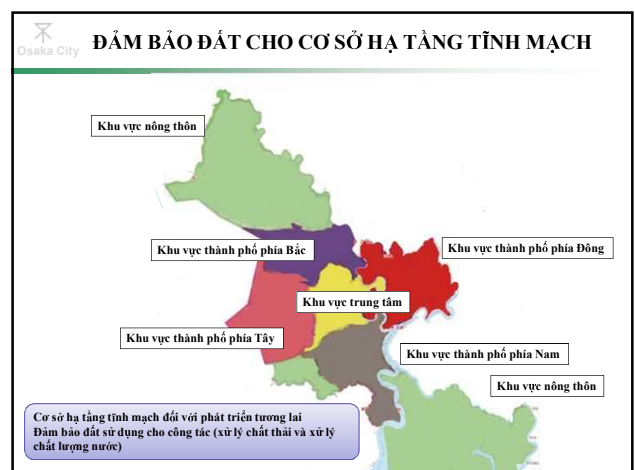 Osaka City
ĐẢM BẢO ĐẤT CHO CƠ SỞ HẠ TẦNG TĨNH MẠCH
Khu vực nông thôn
Khu vực thành phố phía Bắc
Khu vực thành phố phía Đông
Khu vực trung tâm
Khu vực thành phố phía Tây
Khu vực thành phố phía Nam
Khu vực nông thôn
Cơ sở hạ tầng tĩnh mạch đối với phát triển tương lai
Đảm bảo đất sử dụng cho công tác (xử lý chất thải và xử lý
chất lượng nước)